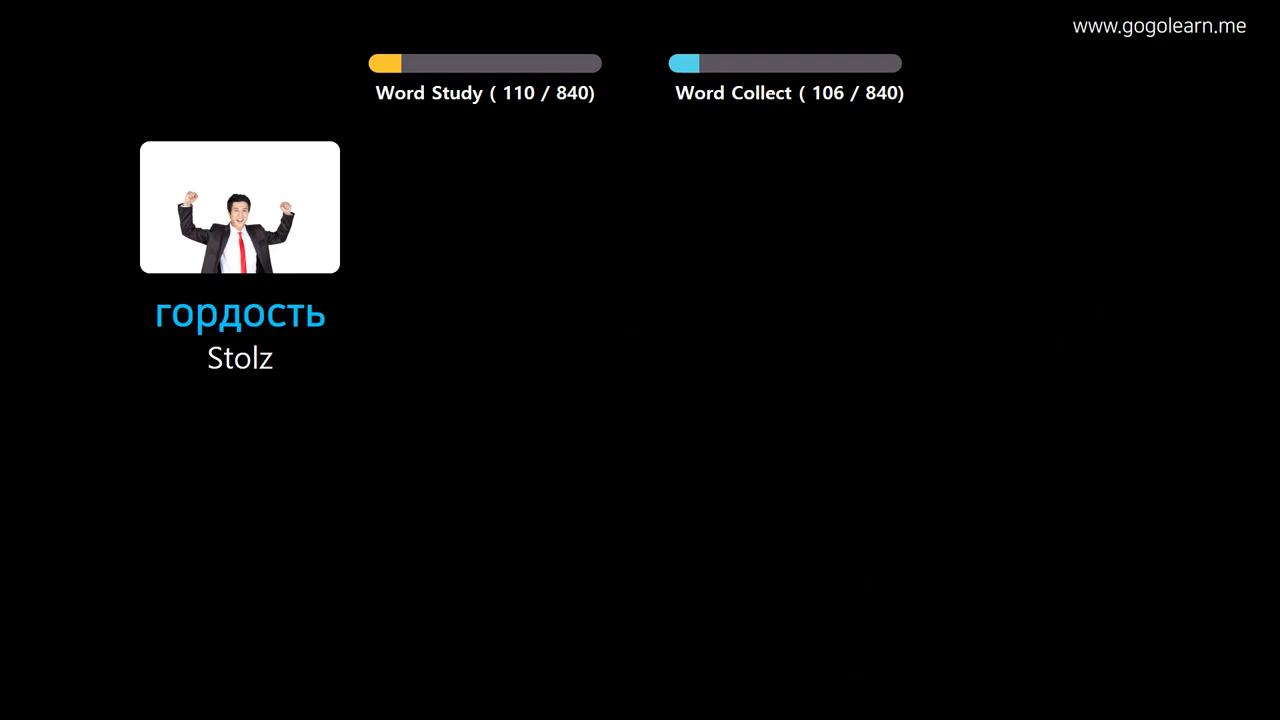 www.gogolearn.me
Word Study ( 110 / 840)
Word Collect ( 106 / 840)
гордость
Stolz